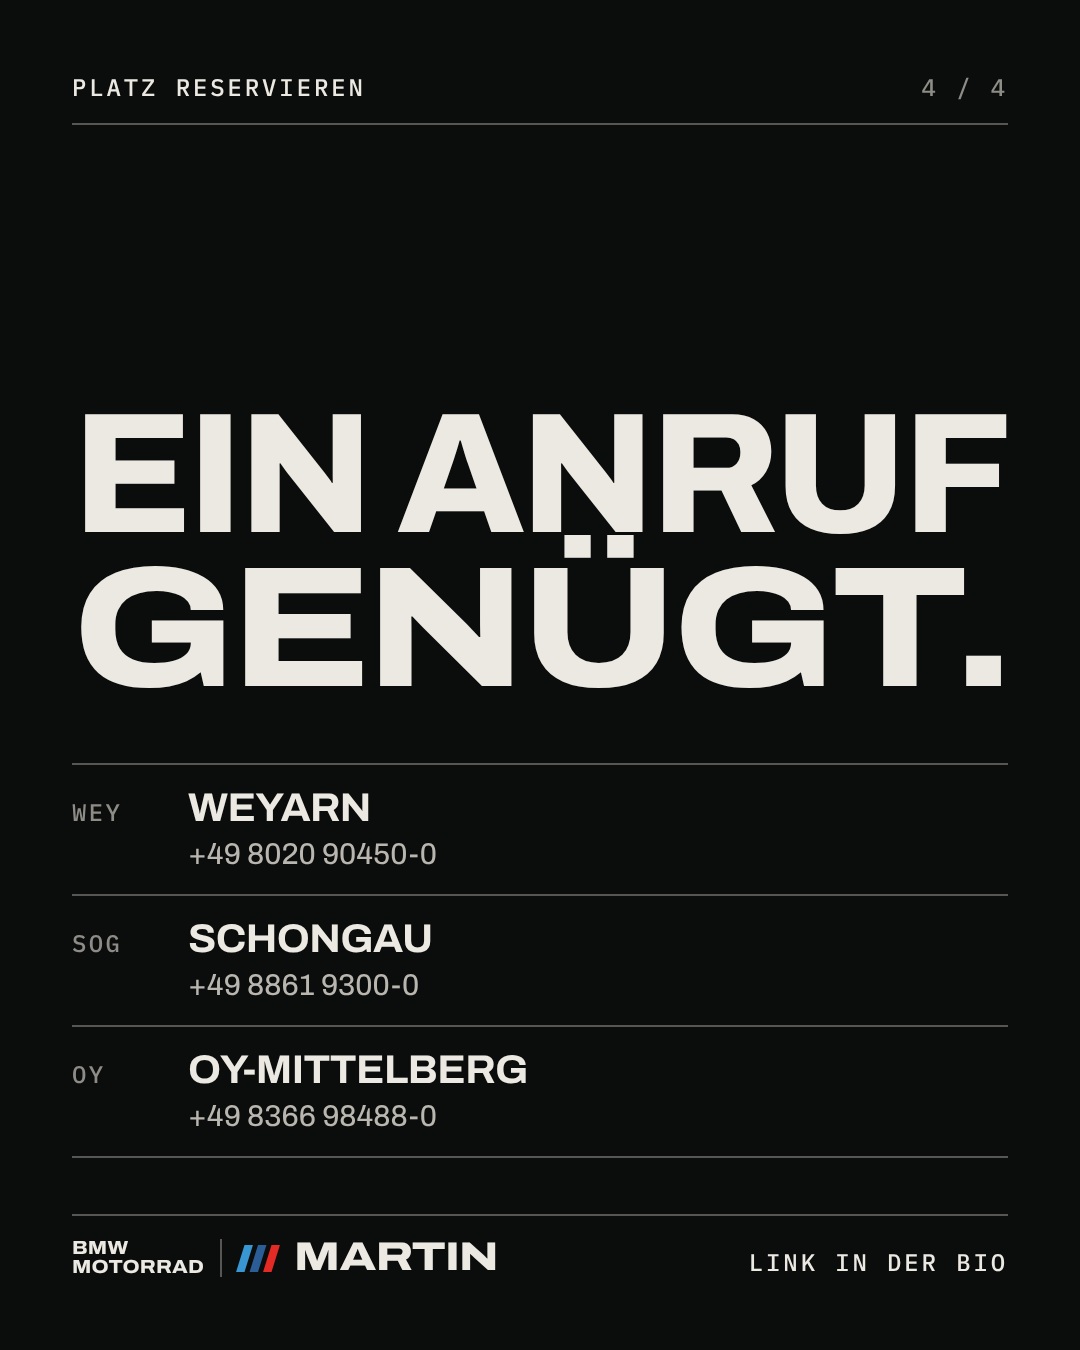 PLATZ RESERVIEREN
4 / 4
EIN ANRUF
GENÜGT.
WEY
WEYARN
+49 8020 90450-0
SOG
SCHONGAU
+49 8861 9300-0
OY
OY-MITTELBERG
+49 8366 98488-0
BMW
MOTORRAD
MARTIN
LINK IN DER BIO